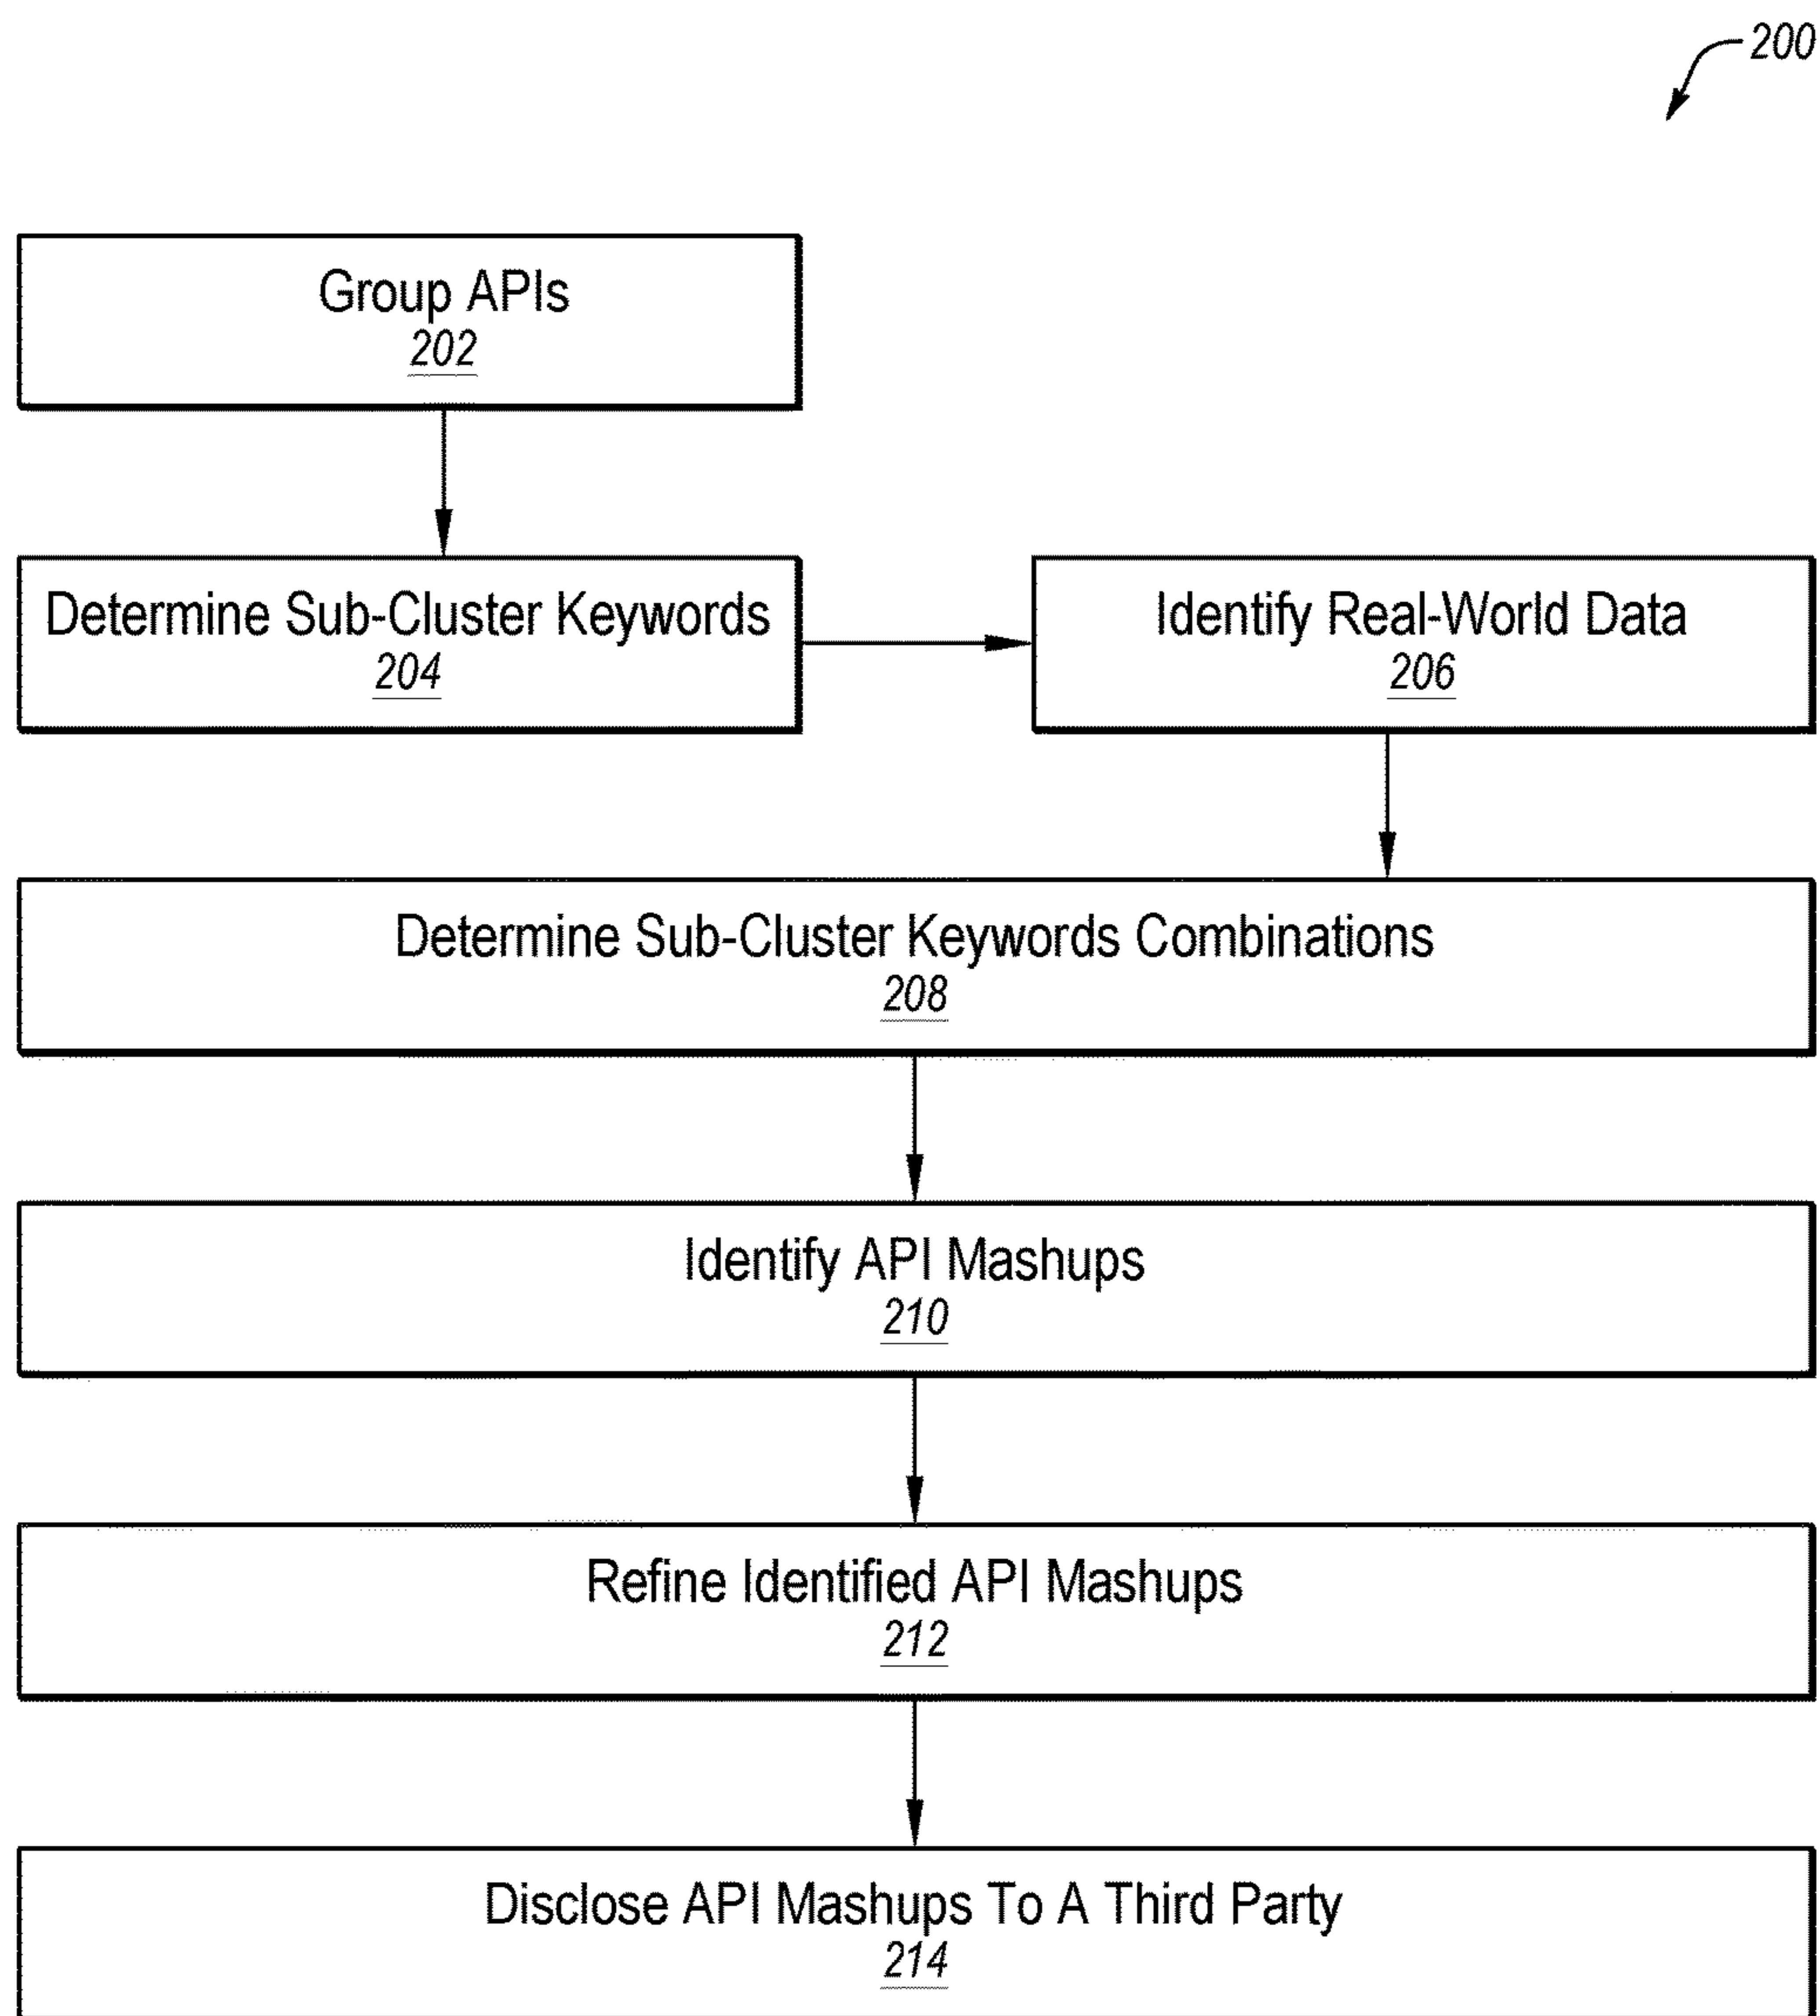 200
Group APIs
202
Determine Sub-Cluster Keywords
204
Identify Real-World Data
206
Determine Sub-Cluster Keywords Combinations
208
Identify API Mashups
210
Refine Identified API Mashups
212
Disclose API Mashups To A Third Party
214